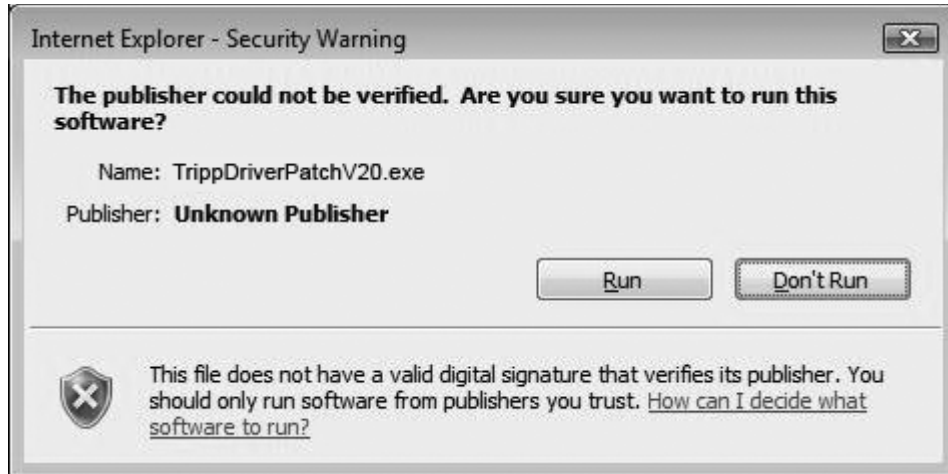 Internet Explorer - Security Warning
The publisher could not be verified.  Are you sure you want to run this
software?
Name: TrippDriverPatchV20.exe
Publisher: Unknown Publisher
Run Don't Run
This file does not have a valid digital signature that verifies its publisher. You
should only run software from publishers you trust. How can I decide what
software to run?